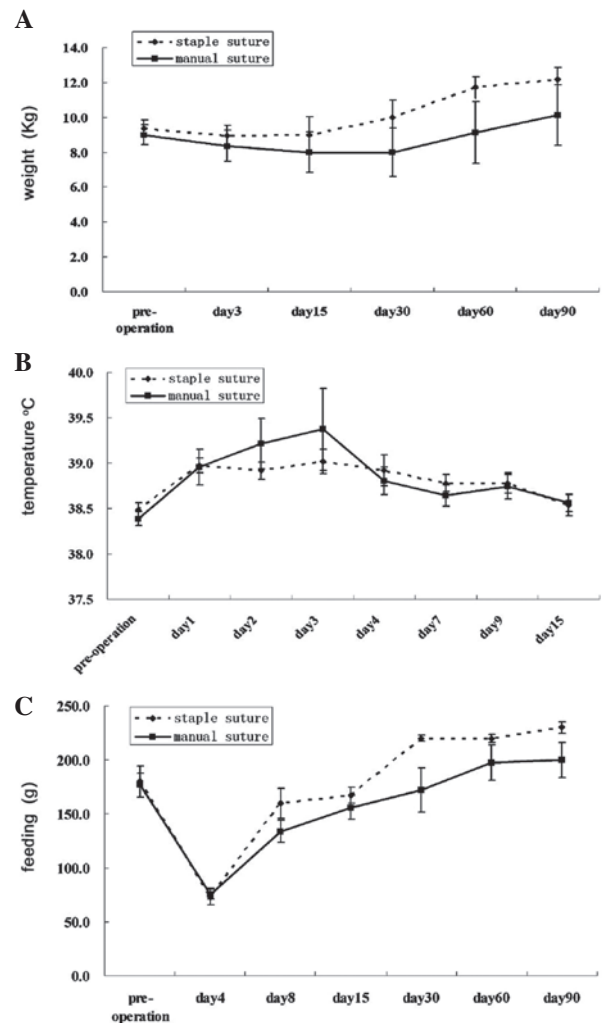 A
staple suture
manual suture
weight (Kg)
14.0
12.0
10.0
8.0
6.0
4.0
2.0
0.0
pre-
operation
day3
day15
day30
day60
day90
B
staple suture
manual suture
temperature ºC
40.0
39.5
39.0
38.5
38.0
37.5
pre-operation
day1
day2
day3
day4
day7
day9
day15
C
staple suture
manual suture
feeding (g)
250.0
200.0
150.0
100.0
50.0
0.0
pre-
operation
day4
day8
day15
day30
day60
day90